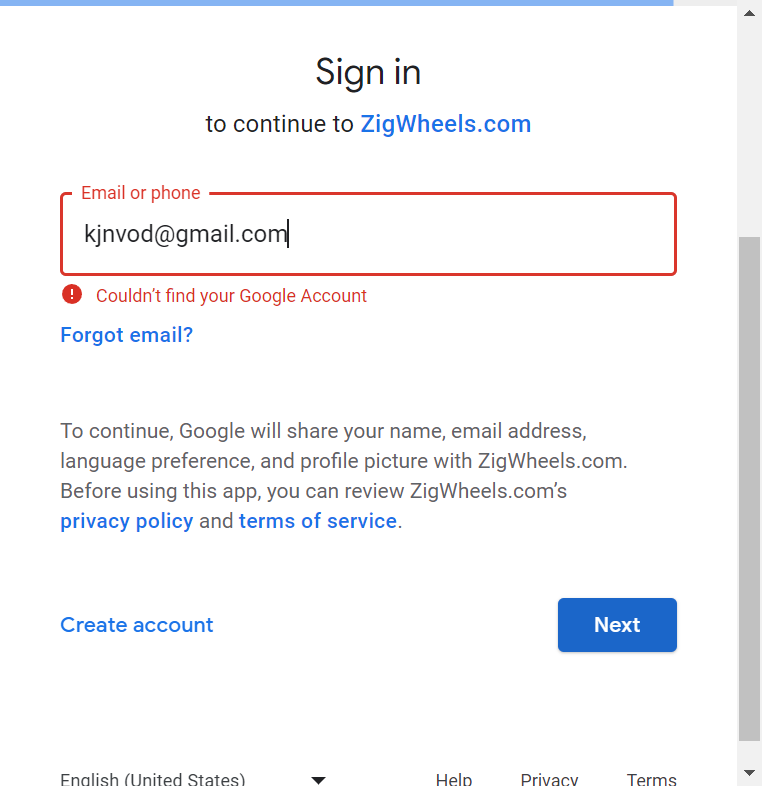 Sign in
to continue to ZigWheels.com
Email or phone
kjnvod@gmail.com
Couldn’t find your Google Account
Forgot email?
To continue, Google will share your name, email address,
language preference, and profile picture with ZigWheels.com.
Before using this app, you can review ZigWheels.com’s
privacy policy and terms of service.
Create account Next
English (United States) Help Privacy Terms